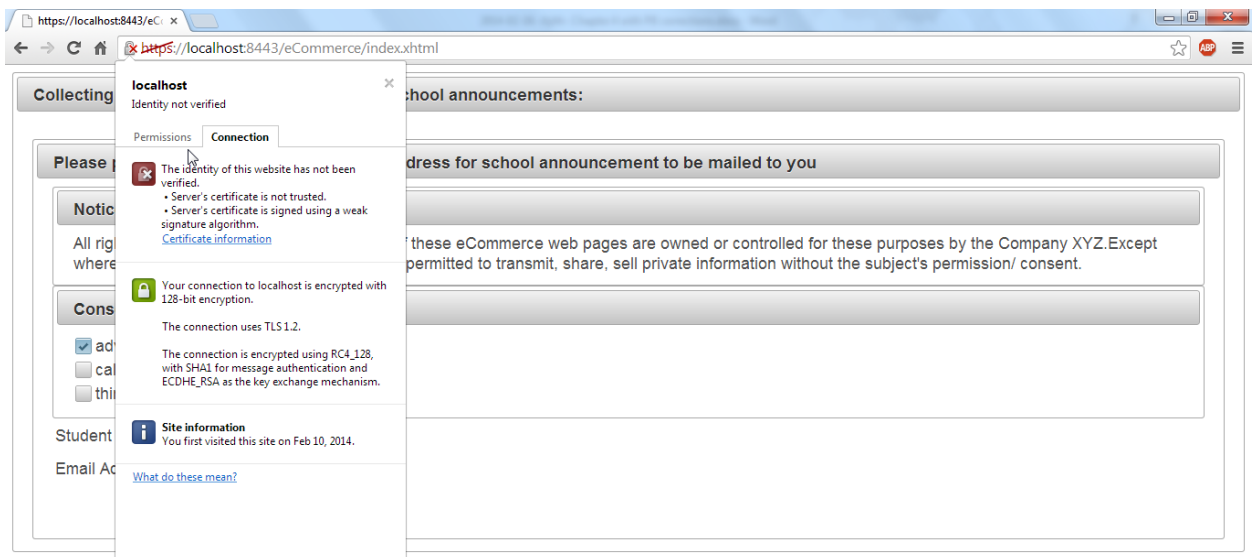 https://localhost:8443/eCo
https://localhost:8443/eCommerce/index.xhtml
ABP
localhost
Identity not verified
Permissions Connection
The identity of this website has not been
verified.
• Server's certificate is not trusted.
• Server's certificate is signed using a weak
signature algorithm.
Certificate information
Your connection to localhost is encrypted with
128-bit encryption.
The connection uses TLS 1.2.
The connection is encrypted using RC4_128,
with SHA1 for message authentication and
ECDHE_RSA as the key exchange mechanism.
Site information
You first visited this site on Feb 10, 2014.
What do these mean?
Collecting hool announcements:
Please p dress for school announcement to be mailed to you
Notic
All rig these eCommerce web pages are owned or controlled for these purposes by the Company XYZ.Except
where permitted to transmit, share, sell private information without the subject's permission/ consent.
Cons
ad
cal
thi
Student
Email Ad